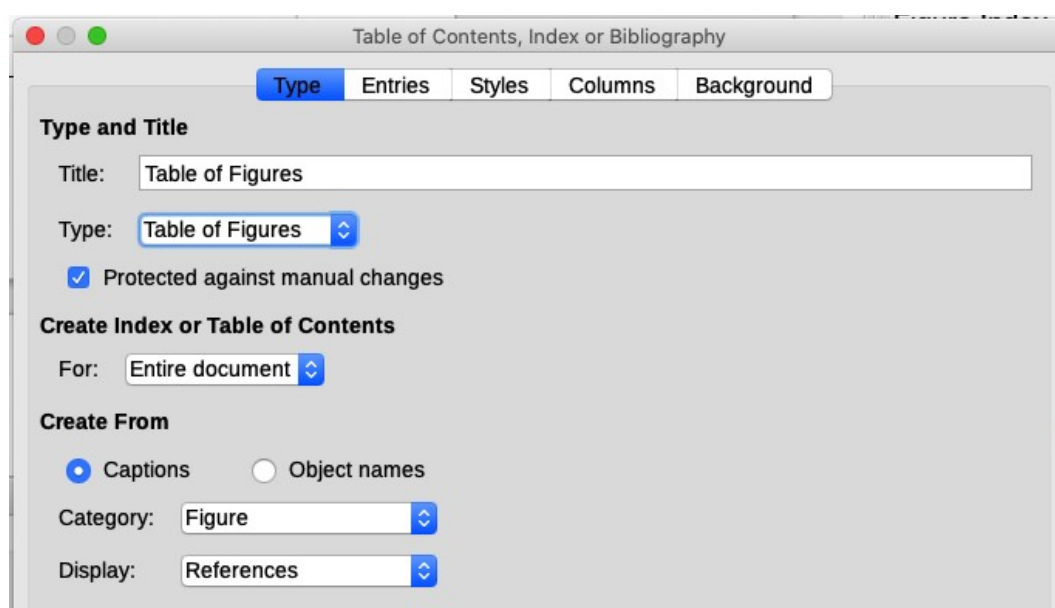 Table of Contents, Index or Bibliography
Type Entries Styles Columns Background
Type and Title
Title: Table of Figures
Type: Table of Figures
Protected against manual changes
Create Index or Table of Contents
For: Entire document
Create From
Captions Object names
Category: Figure
Display: References